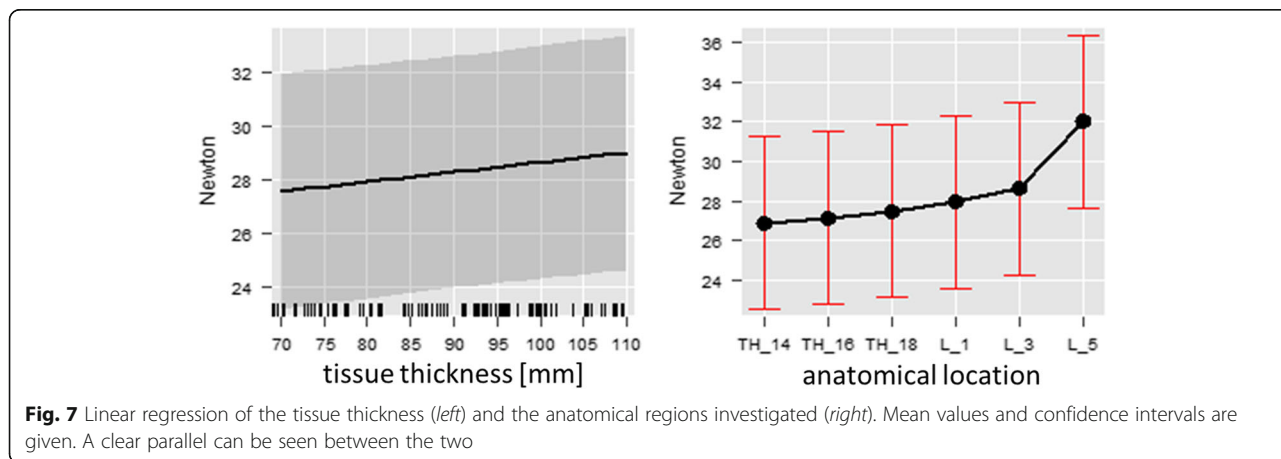 32
30
28
26
24
Newton
70 75 80 85 90 95 100 105 110
tissue thickness [mm]
36
34
32
30
28
26
24
Newton
TH_14 TH_16 TH_18 L_1 L_3 L_5
anatomical location
Fig. 7 Linear regression of the tissue thickness (left) and the anatomical regions investigated (right). Mean values and confidence intervals are
given. A clear parallel can be seen between the two